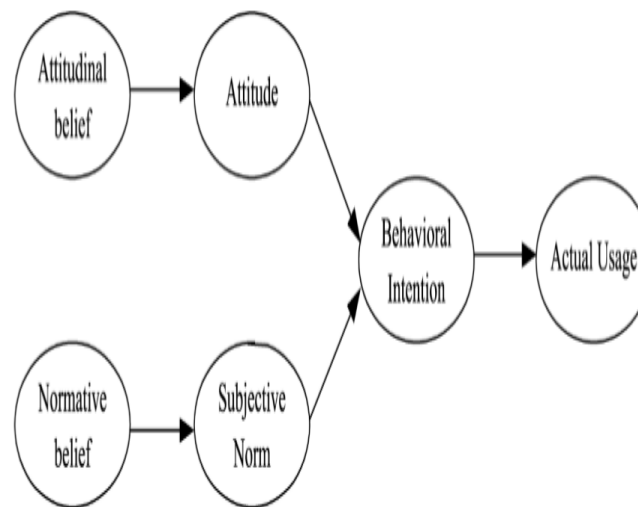 Attitudinal
belief
Attitude
Behavioral
Intention
Actual Usage
Normative
belief
Subjective
Norm